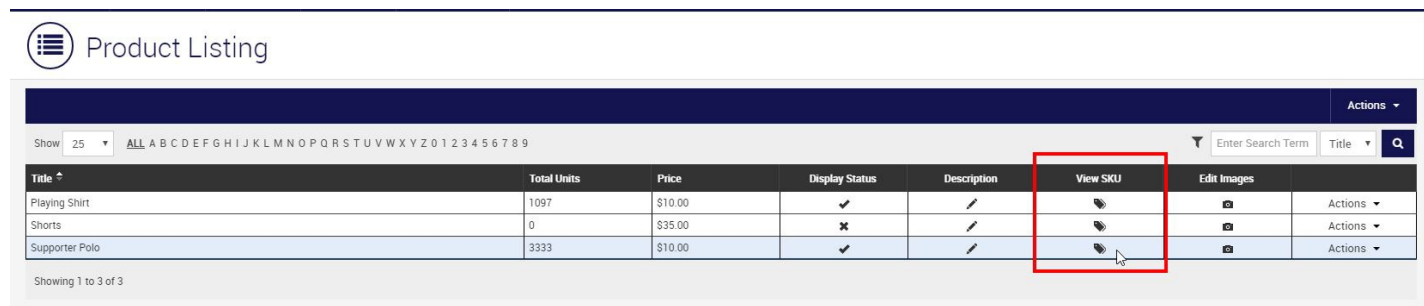 Product Listing
Actions
Show 25 ALL A B C D E F G H I J K L M N O P Q R S T U V W X Y Z 0 1 2 3 4 5 6 7 8 9 Enter Search Term Title
Title Total Units Price Display Status Description View SKU Edit Images
Playing Shirt 1097 $10.00 Actions
Shorts 0 $35.00 Actions
Supporter Polo 3333 $10.00 Actions
Showing 1 to 3 of 3